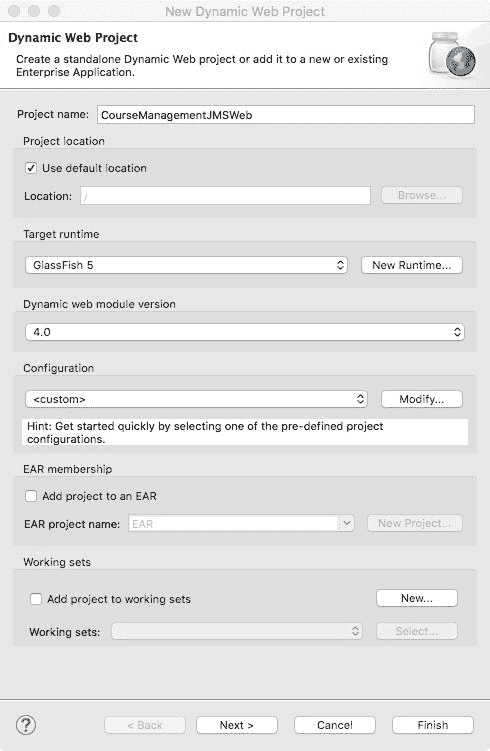 New Dynamic Web Project
Dynamic Web Project
Create a standalone Dynamic Web project or add it to a new or existing
Enterprise Application.
Project name: CourseManagementJMSWeb
Project location
Use default location
Location: /
Browse...
Target runtime
GlassFish 5
New Runtime...
Dynamic web module version
4.0
Configuration
<custom>
Modify...
Hint: Get started quickly by selecting one of the pre-defined project
configurations.
EAR membership
Add project to an EAR
EAR project name: EAR
New Project...
Working sets
Add project to working sets
New...
Working sets:
Select...
?
< Back
Next >
Cancel
Finish